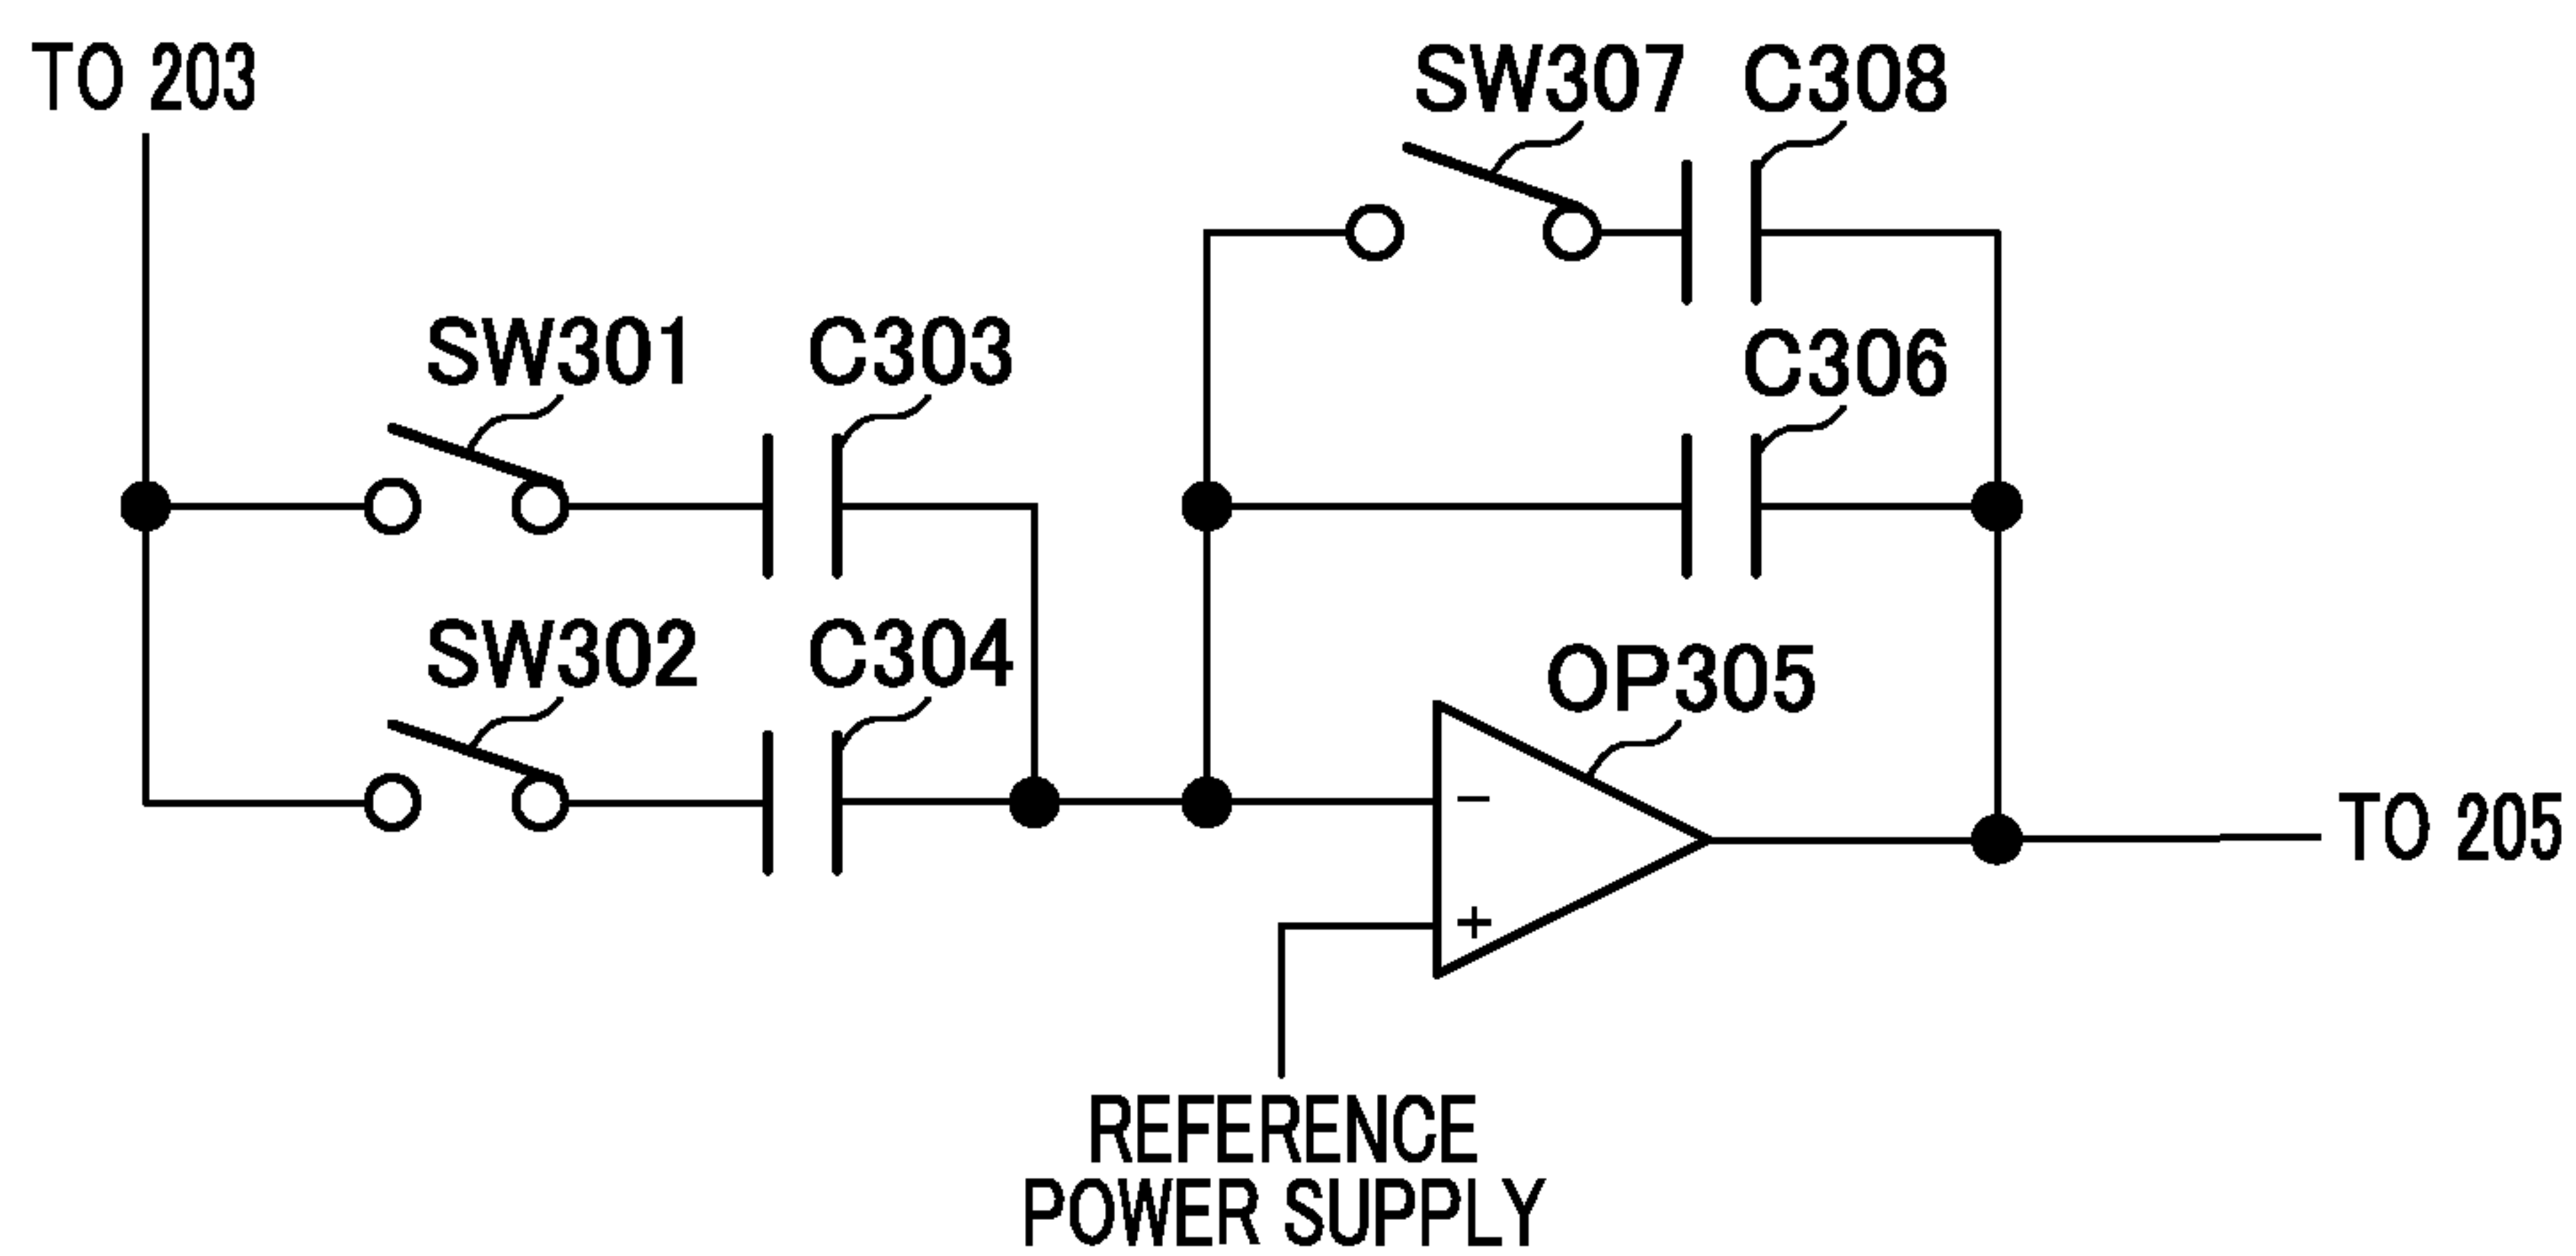 TO 203
SW307
C308
SW301
C303
C306
SW302
C304
OP305
−
TO 205
+
REFERENCE
POWER SUPPLY